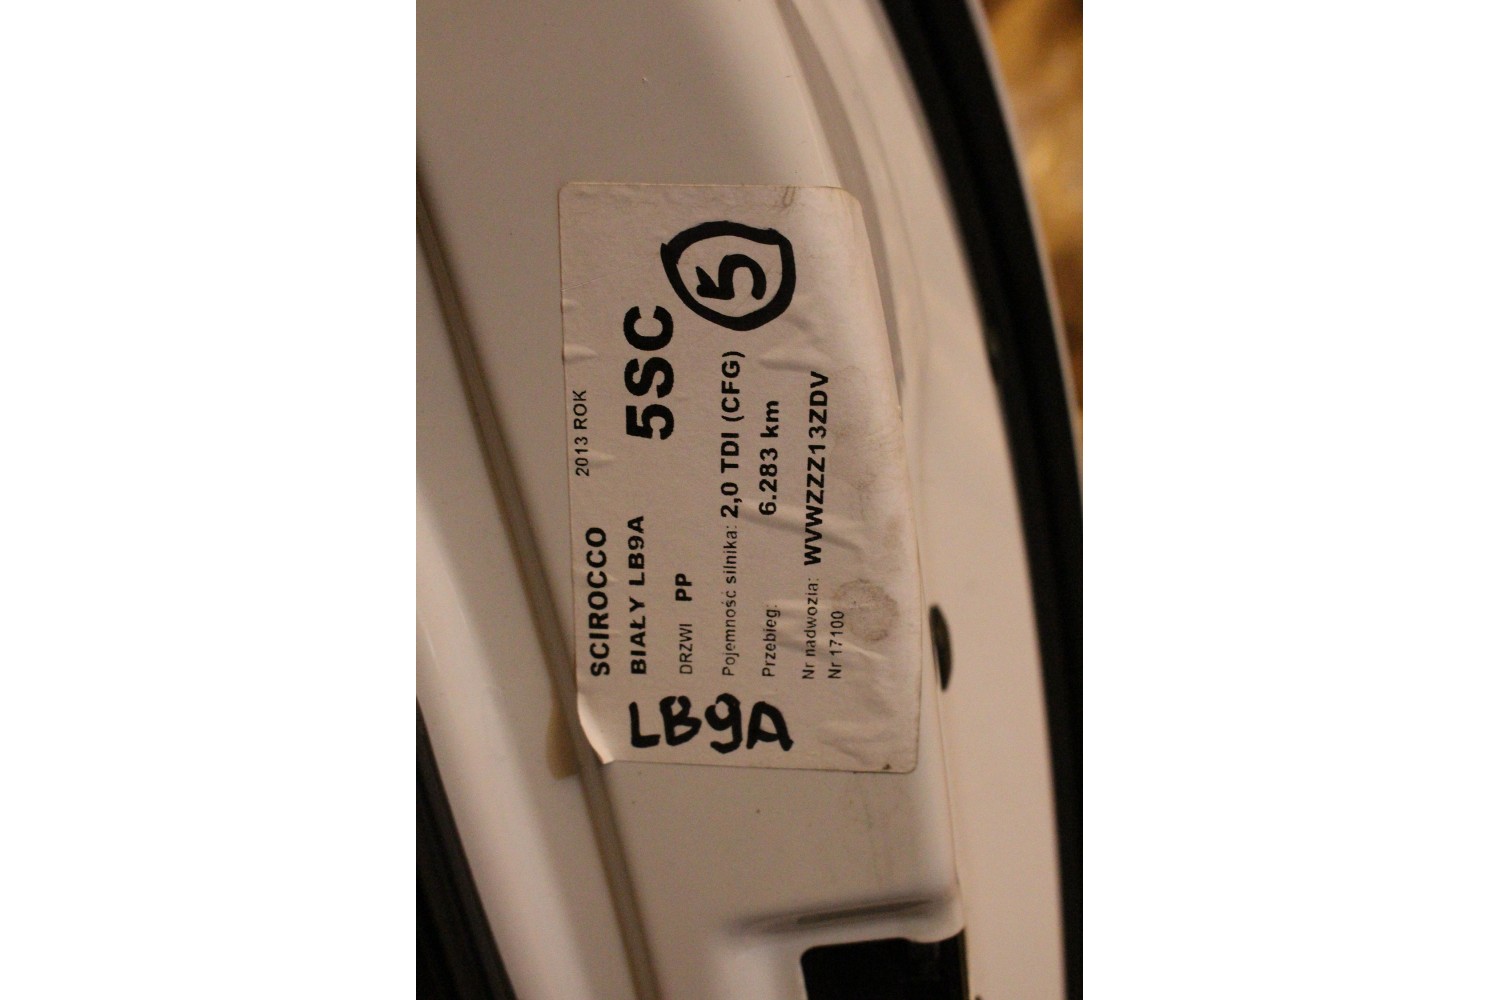 SCIROCCO 2013 ROK
BIAŁY LB9A 5SC
DRZWI PP
5
Pojemność silnika: 2,0 TDI (CFG)
Przebieg: 6.283 km
Nr nadwozia: WVWZZZ13ZDV
Nr 17100
LB9A